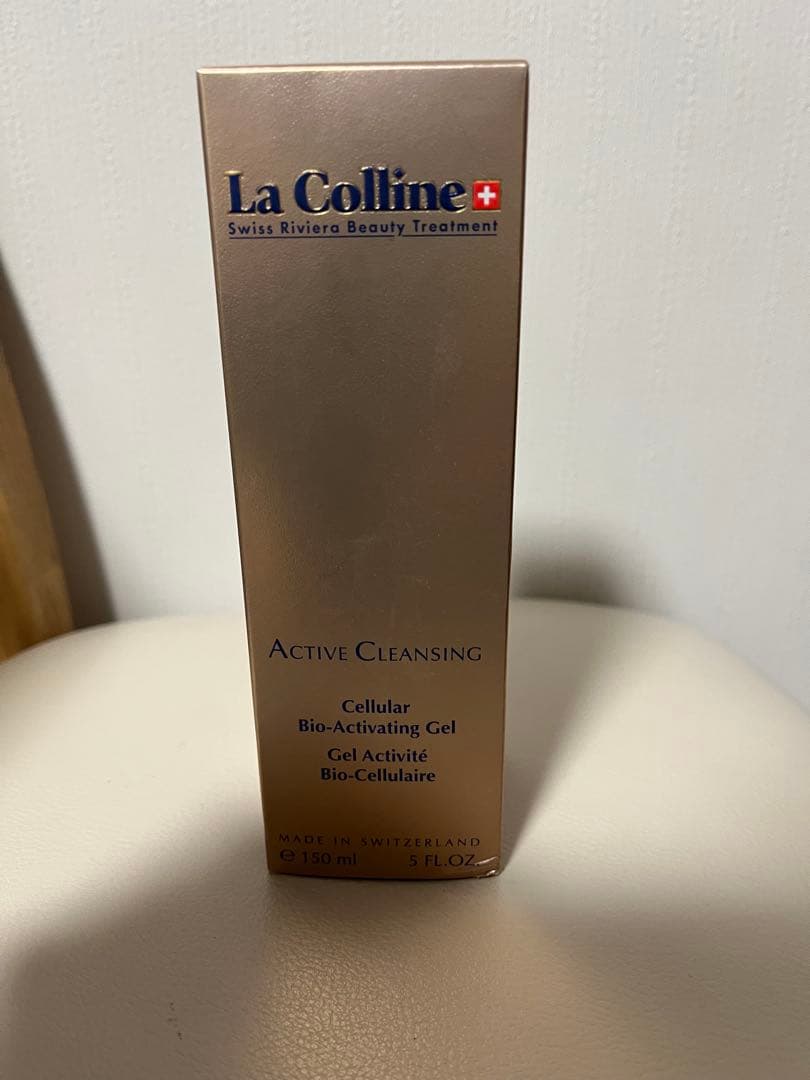 La Colline
Swiss Riviera Beauty Treatment
ACTIVE CLEANSING
Cellular
Bio-Activating Gel
Gel Activité
Bio-Cellulaire
MADE IN SWITZERLAND
℮ 150 ml 5 FL.OZ.